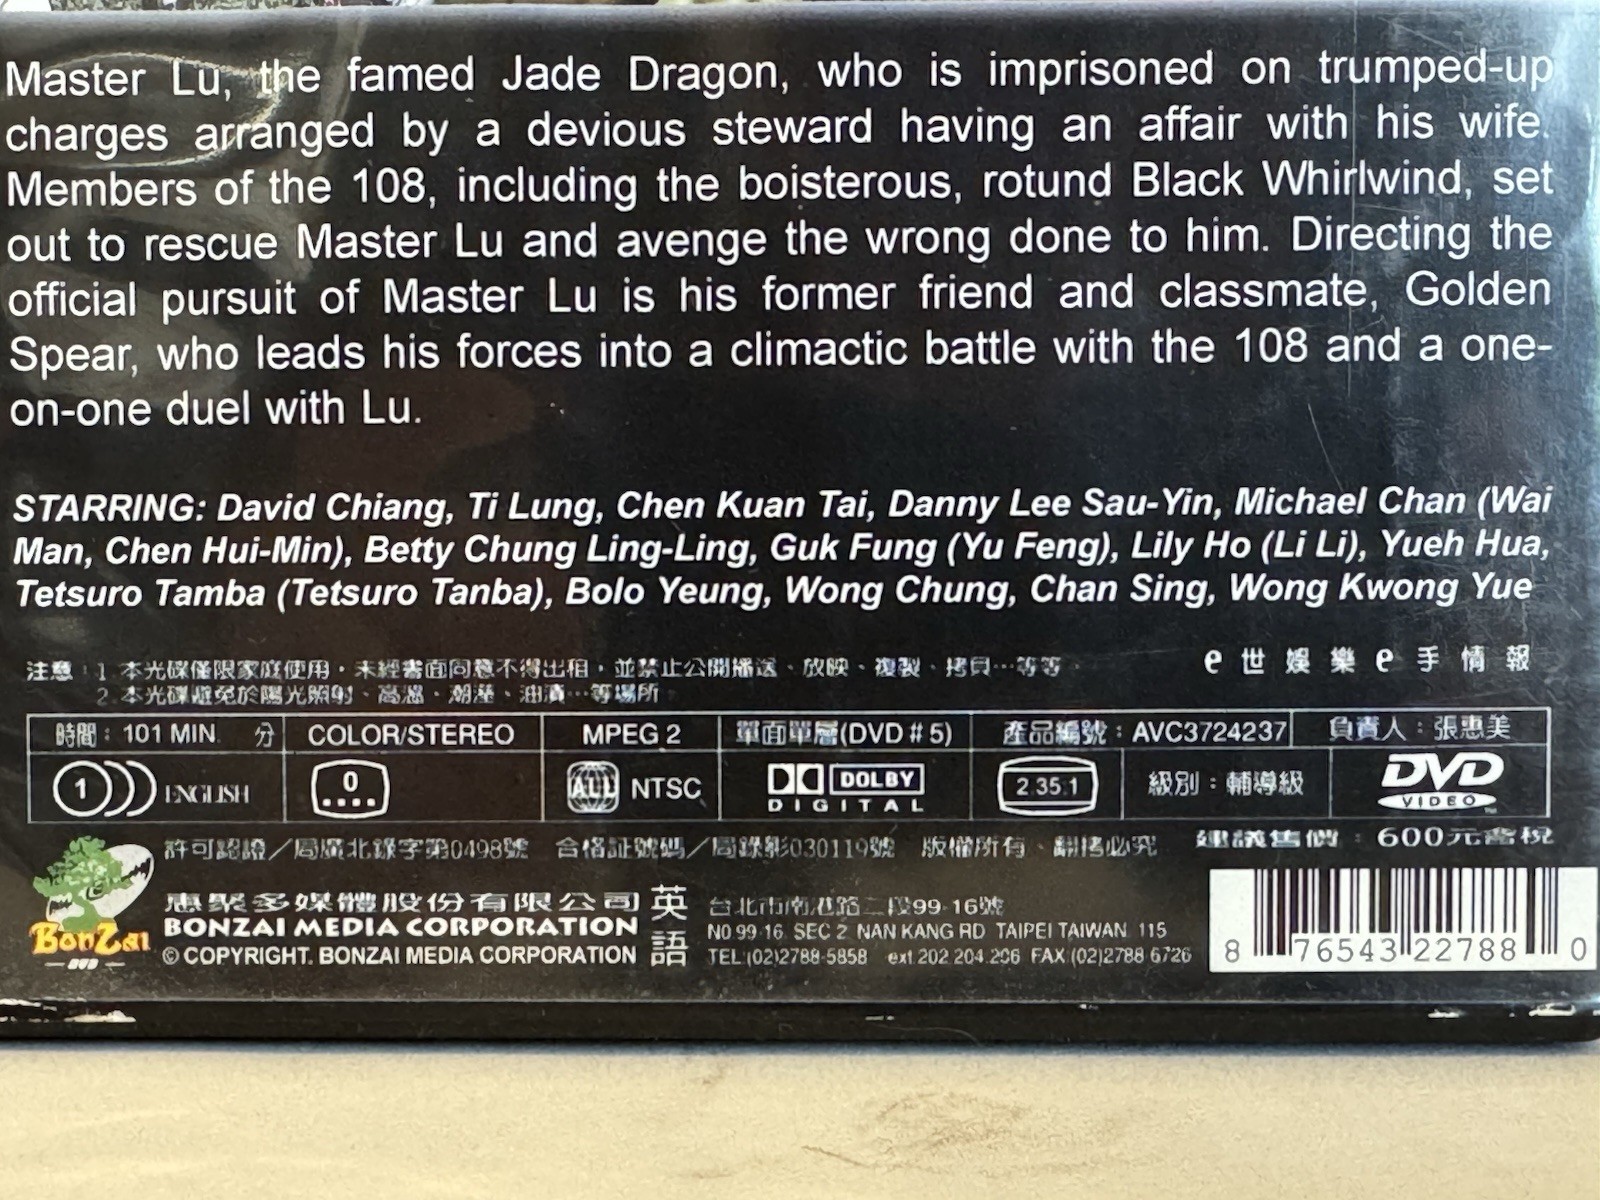 Master Lu, the famed Jade Dragon, who is imprisoned on trumped-up
charges arranged by a devious steward having an affair with his wife.
Members of the 108, including the boisterous, rotund Black Whirlwind, set
out to rescue Master Lu and avenge the wrong done to him. Directing the
official pursuit of Master Lu is his former friend and classmate, Golden
Spear, who leads his forces into a climactic battle with the 108 and a one-
on-one duel with Lu.
STARRING: David Chiang, Ti Lung, Chen Kuan Tai, Danny Lee Sau-Yin, Michael Chan (Wai
Man, Chen Hui-Min), Betty Chung Ling-Ling, Guk Fung (Yu Feng), Lily Ho (Li Li), Yueh Hua,
Tetsuro Tamba (Tetsuro Tanba), Bolo Yeung, Wong Chung, Chan Sing, Wong Kwong Yue
注意：1 本光碟僅限家庭使用，未經書面同意不得出租，並禁止公開播送、放映、複製、拷貝…等等
2.本光碟避免於陽光照射、高溫、潮溼、油漬…等場所
e世娛樂e手情報
時間：101 MIN. 分 COLOR/STEREO MPEG 2 單面單層(DVD # 5) 產品編號：AVC3724237 負責人：張惠美
1 ENGLISH 0 ALL NTSC DOLBY DIGITAL 2.35:1 級別：輔導級 DVD VIDEO
許可認證／局廣北錄字第0498號 合格証號碼／局錄影030119號 版權所有、翻拷必究 建議售價：600元含稅
BonZai DVD
惠聚多媒體股份有限公司
BONZAI MEDIA CORPORATION
© COPYRIGHT. BONZAI MEDIA CORPORATION
英語
台北市南港路二段99-16號
NO.99-16. SEC 2 NAN KANG RD TAIPEI TAIWAN 115
TEL:(02)2788-5858 ext.202 204 206 FAX:(02)2788 6726
8 76543 22788 0